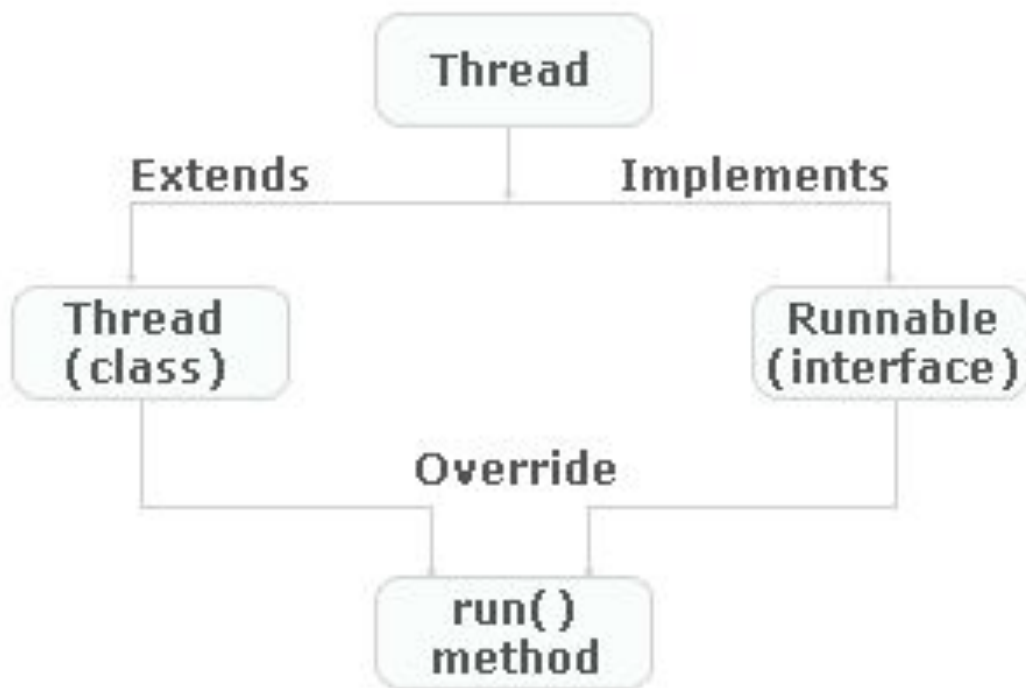 Thread
Extends
Implements
Thread
(class)
Runnable
(interface)
Override
run()
method